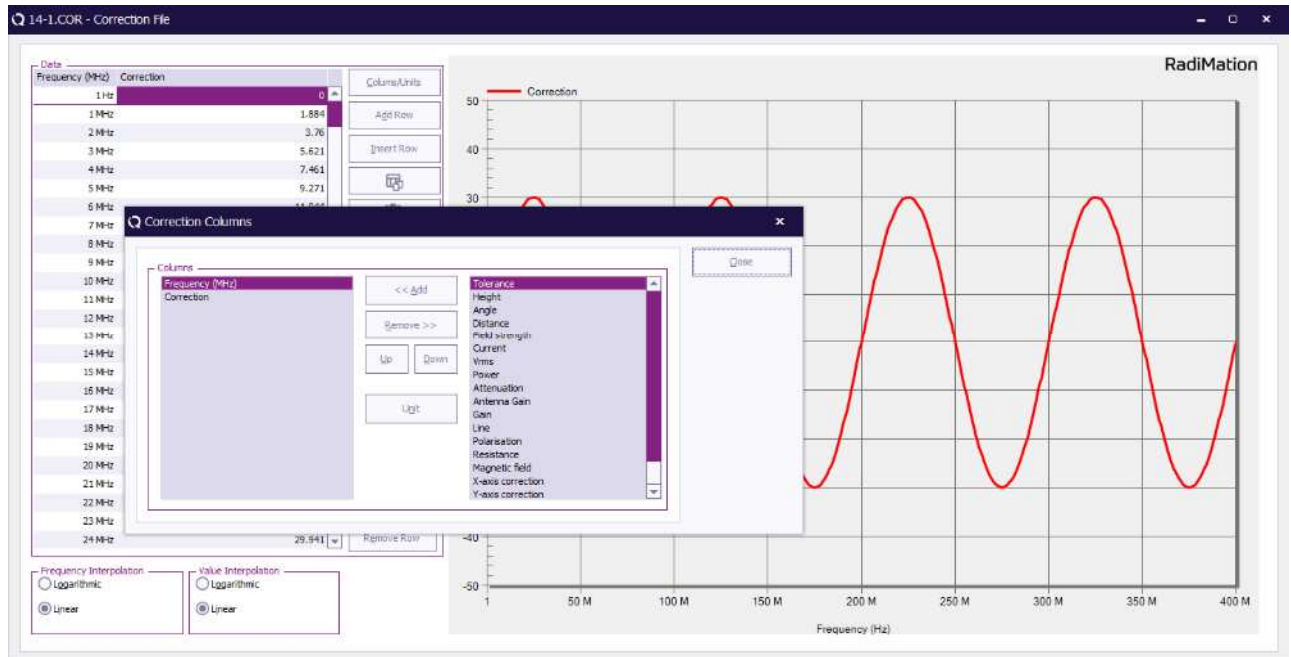 14-1.COR - Correction File
RadiMation
Data
Frequency (MHz) Correction
1 Hz 0
1 MHz 1.884
2 MHz 3.76
3 MHz 5.621
4 MHz 7.461
5 MHz 9.271
6 MHz
7 MHz
8 MHz
9 MHz
10 MHz
11 MHz
12 MHz
13 MHz
14 MHz
15 MHz
16 MHz
17 MHz
18 MHz
19 MHz
20 MHz
21 MHz
22 MHz
23 MHz
24 MHz 29.941
Column/Units
Add Row
Insert Row
Remove Row
Correction Columns
Columns
Frequency (MHz)
Correction
<< Add
Remove >>
Up Down
Unit
Tolerance
Height
Angle
Distance
Field strength
Current
Vrms
Power
Attenuation
Antenna Gain
Gain
Line
Polarisation
Resistance
Magnetic field
X-axis correction
Y-axis correction
Close
Frequency Interpolation
Logarithmic
Linear
Value Interpolation
Logarithmic
Linear
Correction
50
40
30
-40
-50
1 50 M 100 M 150 M 200 M 250 M 300 M 350 M 400 M
Frequency (Hz)